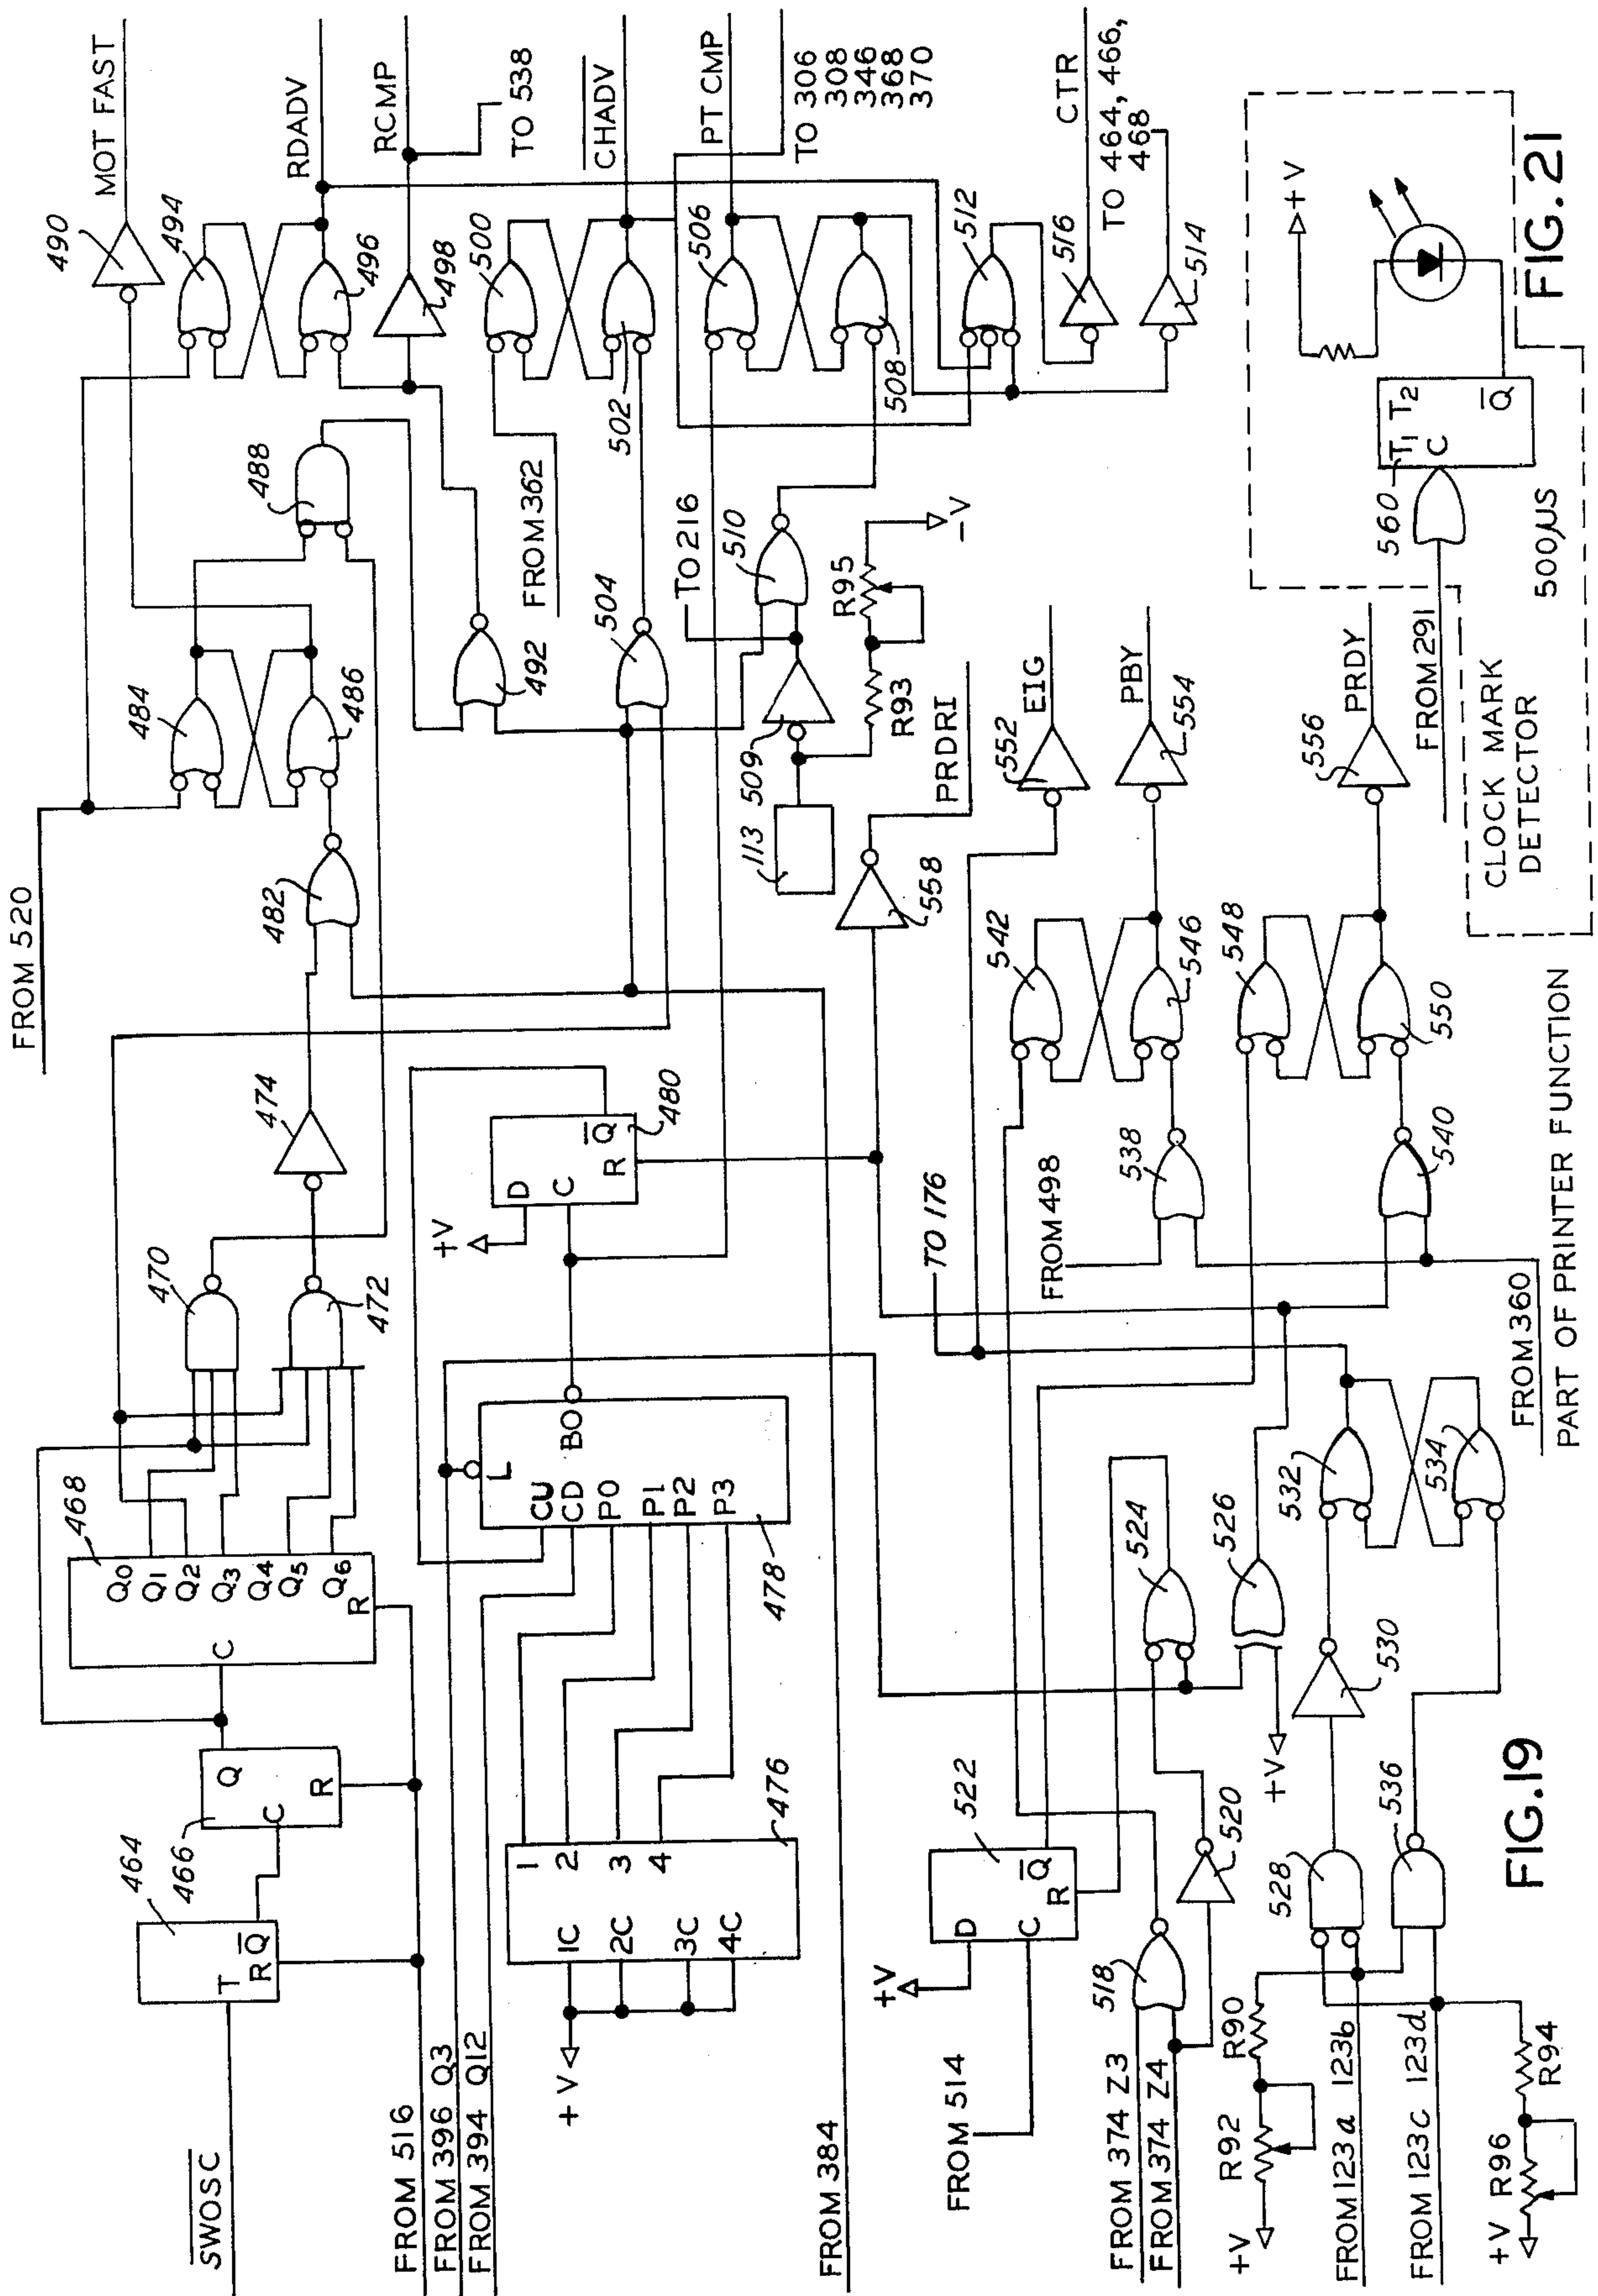 SWOSC
464
T
R Q
466
C
Q
R
468
C
Q0
Q1
Q2
Q3
Q4
Q5
Q6
R
470
472
474
FROM 520
482
484
486
488
490
MOT FAST
494
RDADV
496
RCMP
498
TO 538
492
FROM 362
500
CHADV
502
504
506
PT CMP
508
TO 306
308
346
368
370
510
TO 216
509
113
R93
R95
-V
512
516
CTR
514
TO 464, 466,
468
FROM 516
FROM 396 Q3
FROM 394 Q12
+V
1C
2C
3C
4C
1
2
3
4
476
L
CU
CD
P0
P1
P2
P3
BO
478
+V
D
C
Q
R
480
FROM 384
558
PRDRI
TO 176
FROM 514
+V
D
C
Q
R
522
FROM 374 Z3
FROM 374 Z4
518
520
524
526
+V
R92
R90
+V
FROM 123a 123b
FROM 123c 123d
+V R96
R94
528
536
530
532
534
FROM 498
538
540
FROM 360
542
546
548
550
552
EIG
554
PBY
556
PRDY
PART OF PRINTER FUNCTION
FIG. 19
CLOCK MARK
DETECTOR
FROM 291
500µS
560
T1 T2
C
Q
+V
FIG. 21